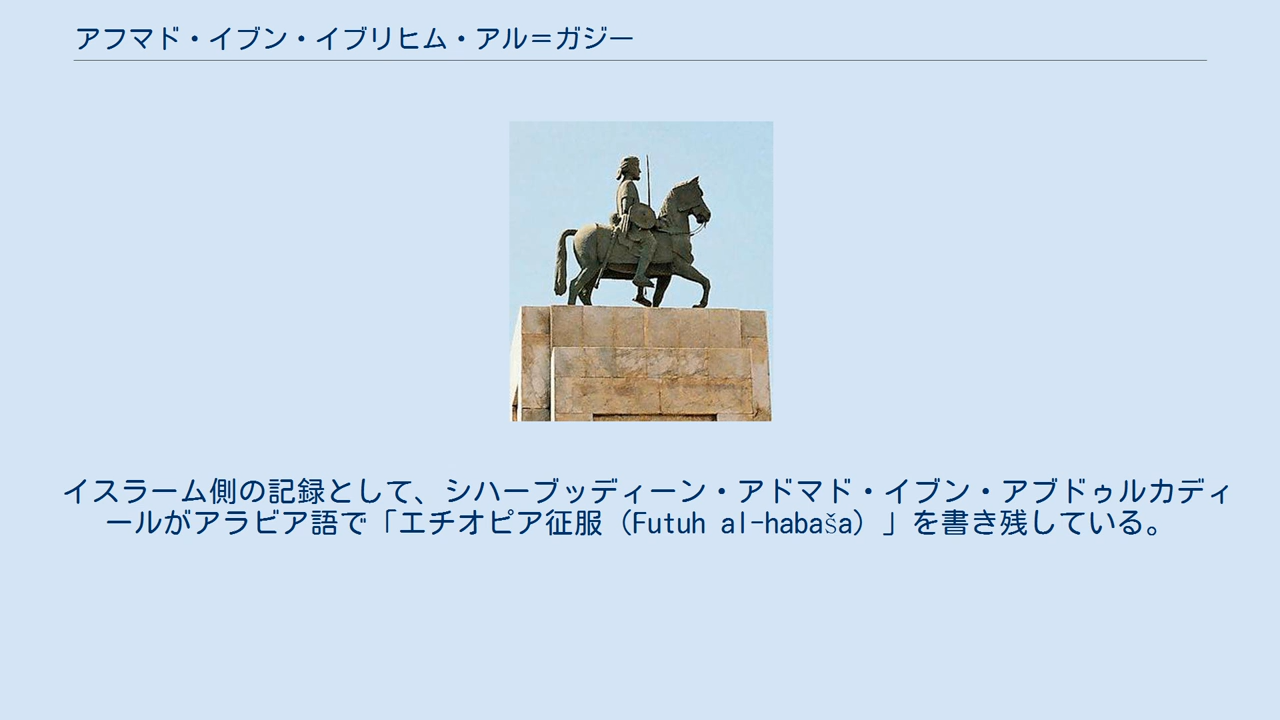 アフマド・イブン・イブリヒム・アル＝ガジー
イスラーム側の記録として、シハーブッディーン・アドマド・イブン・アブドゥルカディ
ールがアラビア語で「エチオピア征服（Futuh al-habaša）」を書き残している。